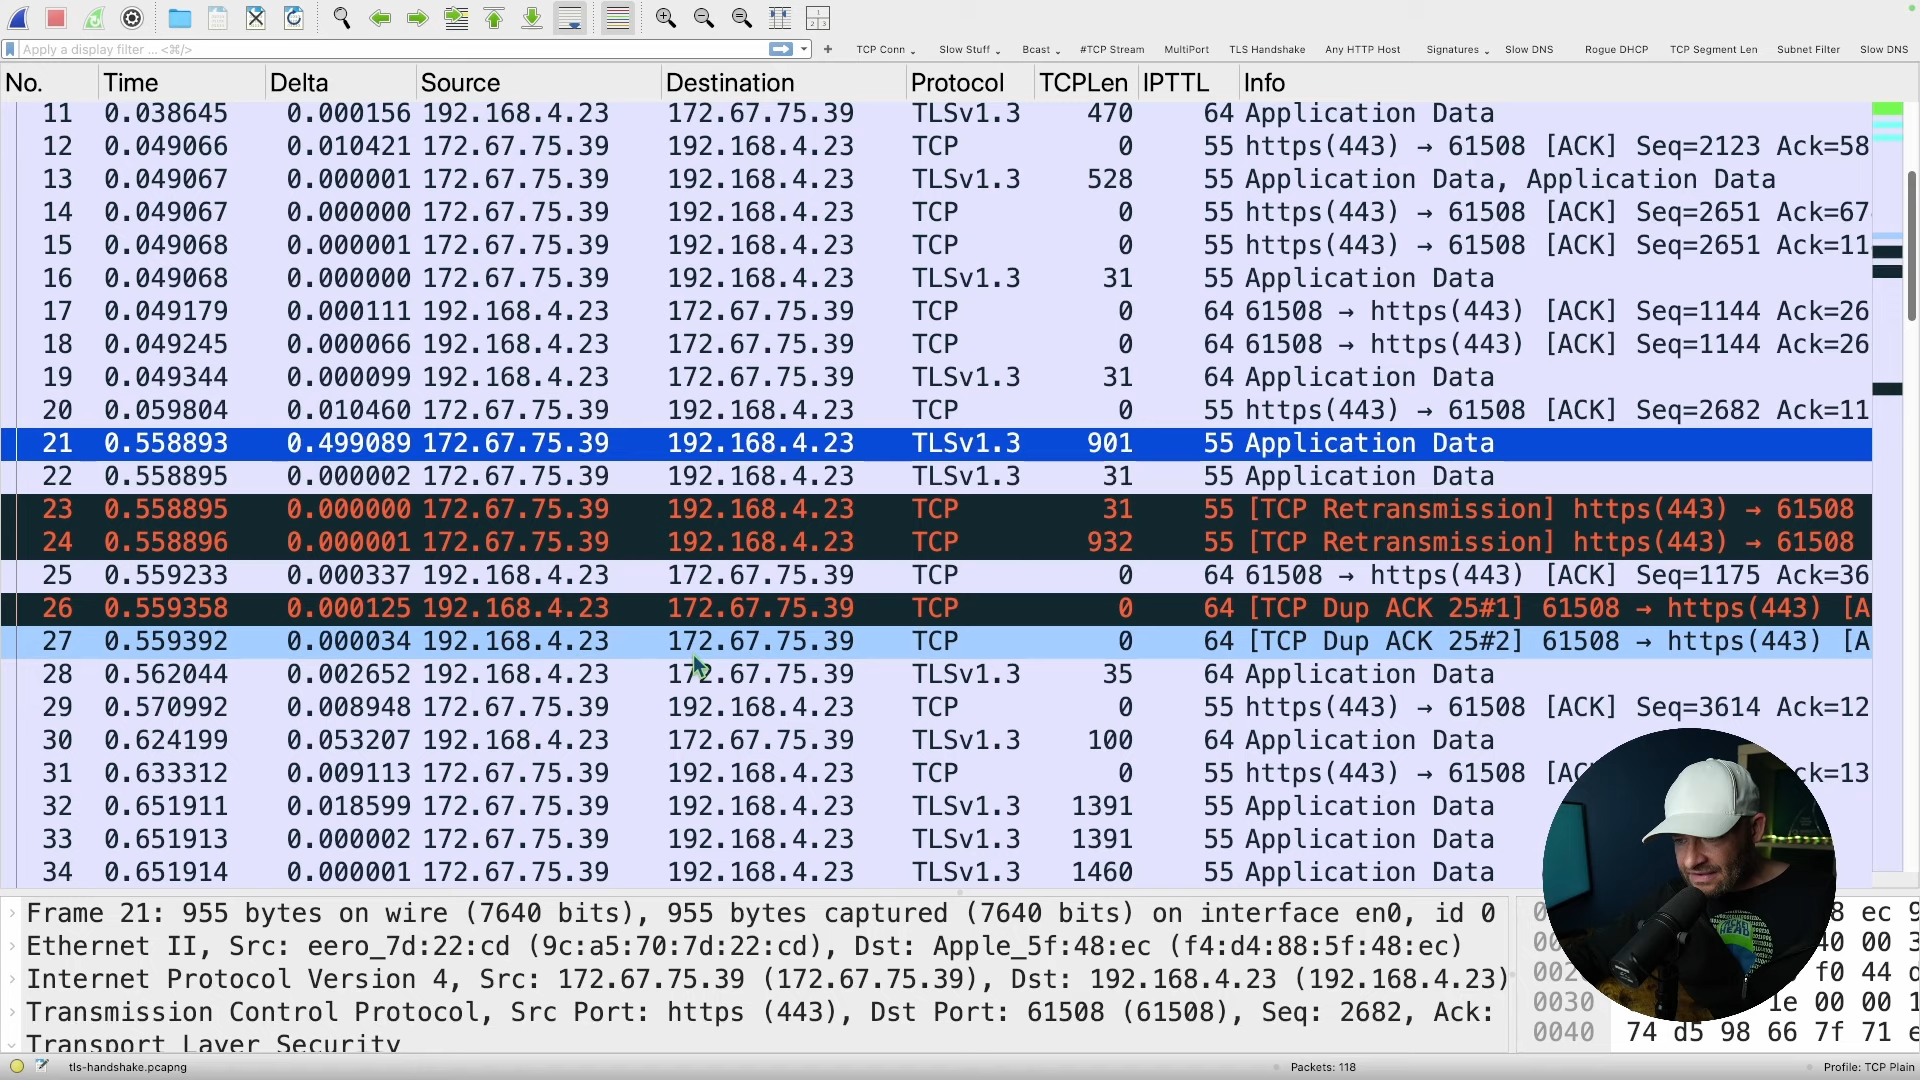 Apply a display filter ... <⌘/>
+ TCP Conn Slow Stuff Bcast #TCP Stream MultiPort TLS Handshake Any HTTP Host Signatures Slow DNS Rogue DHCP TCP Segment Len Subnet Filter Slow DNS
No. Time Delta Source Destination Protocol TCPLen IPTTL Info
11 0.038645 0.000156 192.168.4.23 172.67.75.39 TLSv1.3 470 64 Application Data
12 0.049066 0.010421 172.67.75.39 192.168.4.23 TCP 0 55 https(443) → 61508 [ACK] Seq=2123 Ack=58
13 0.049067 0.000001 172.67.75.39 192.168.4.23 TLSv1.3 528 55 Application Data, Application Data
14 0.049067 0.000000 172.67.75.39 192.168.4.23 TCP 0 55 https(443) → 61508 [ACK] Seq=2651 Ack=67
15 0.049068 0.000001 172.67.75.39 192.168.4.23 TCP 0 55 https(443) → 61508 [ACK] Seq=2651 Ack=11
16 0.049068 0.000000 172.67.75.39 192.168.4.23 TLSv1.3 31 55 Application Data
17 0.049179 0.000111 192.168.4.23 172.67.75.39 TCP 0 64 61508 → https(443) [ACK] Seq=1144 Ack=26
18 0.049245 0.000066 192.168.4.23 172.67.75.39 TCP 0 64 61508 → https(443) [ACK] Seq=1144 Ack=26
19 0.049344 0.000099 192.168.4.23 172.67.75.39 TLSv1.3 31 64 Application Data
20 0.059804 0.010460 172.67.75.39 192.168.4.23 TCP 0 55 https(443) → 61508 [ACK] Seq=2682 Ack=11
21 0.558893 0.499089 172.67.75.39 192.168.4.23 TLSv1.3 901 55 Application Data
22 0.558895 0.000002 172.67.75.39 192.168.4.23 TLSv1.3 31 55 Application Data
23 0.558895 0.000000 172.67.75.39 192.168.4.23 TCP 31 55 [TCP Retransmission] https(443) → 61508
24 0.558896 0.000001 172.67.75.39 192.168.4.23 TCP 932 55 [TCP Retransmission] https(443) → 61508
25 0.559233 0.000337 192.168.4.23 172.67.75.39 TCP 0 64 61508 → https(443) [ACK] Seq=1175 Ack=36
26 0.559358 0.000125 192.168.4.23 172.67.75.39 TCP 0 64 [TCP Dup ACK 25#1] 61508 → https(443) [A
27 0.559392 0.000034 192.168.4.23 172.67.75.39 TCP 0 64 [TCP Dup ACK 25#2] 61508 → https(443) [A
28 0.562044 0.002652 192.168.4.23 172.67.75.39 TLSv1.3 35 64 Application Data
29 0.570992 0.008948 172.67.75.39 192.168.4.23 TCP 0 55 https(443) → 61508 [ACK] Seq=3614 Ack=12
30 0.624199 0.053207 192.168.4.23 172.67.75.39 TLSv1.3 100 64 Application Data
31 0.633312 0.009113 172.67.75.39 192.168.4.23 TCP 0 55 https(443) → 61508 [AC ck=13
32 0.651911 0.018599 172.67.75.39 192.168.4.23 TLSv1.3 1391 55 Application Data
33 0.651913 0.000002 172.67.75.39 192.168.4.23 TLSv1.3 1391 55 Application Data
34 0.651914 0.000001 172.67.75.39 192.168.4.23 TLSv1.3 1460 55 Application Data
Frame 21: 955 bytes on wire (7640 bits), 955 bytes captured (7640 bits) on interface en0, id 0
Ethernet II, Src: eero_7d:22:cd (9c:a5:70:7d:22:cd), Dst: Apple_5f:48:ec (f4:d4:88:5f:48:ec)
Internet Protocol Version 4, Src: 172.67.75.39 (172.67.75.39), Dst: 192.168.4.23 (192.168.4.23)
Transmission Control Protocol, Src Port: https (443), Dst Port: 61508 (61508), Seq: 2682, Ack:
Transport Layer Security
8 ec 9
40 00 3
002 f0 44 d
0030 1e 00 00 1
0040 74 d5 98 66 7f 71 e
tls-handshake.pcapng
Packets: 118
Profile: TCP Plain